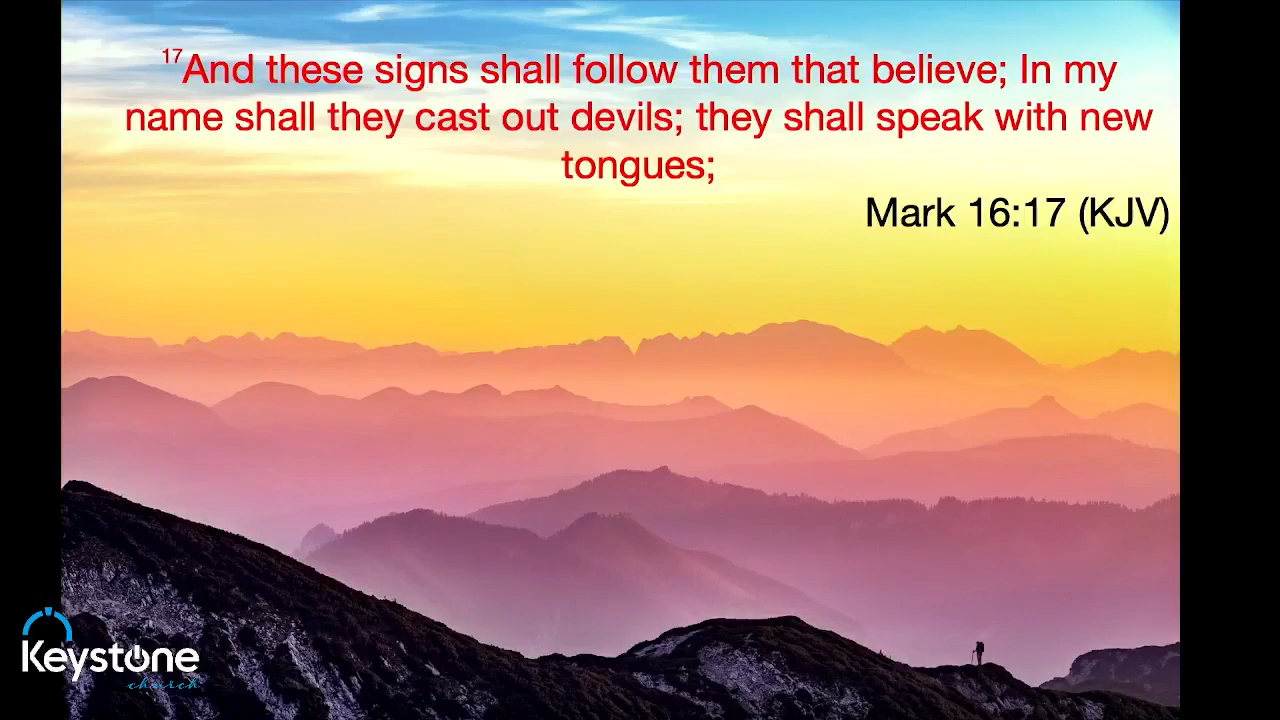 17And these signs shall follow them that believe; In my
name shall they cast out devils; they shall speak with new
tongues;
Mark 16:17 (KJV)
Keystone
church